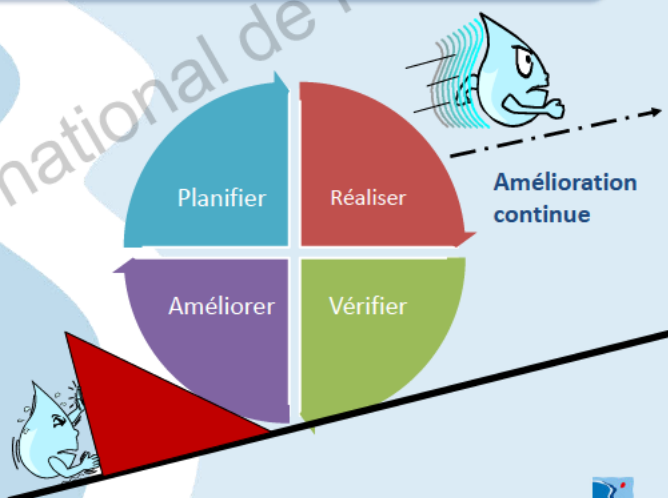 national de
Planifier
Réaliser
Amélioration
continue
Améliorer
Vérifier